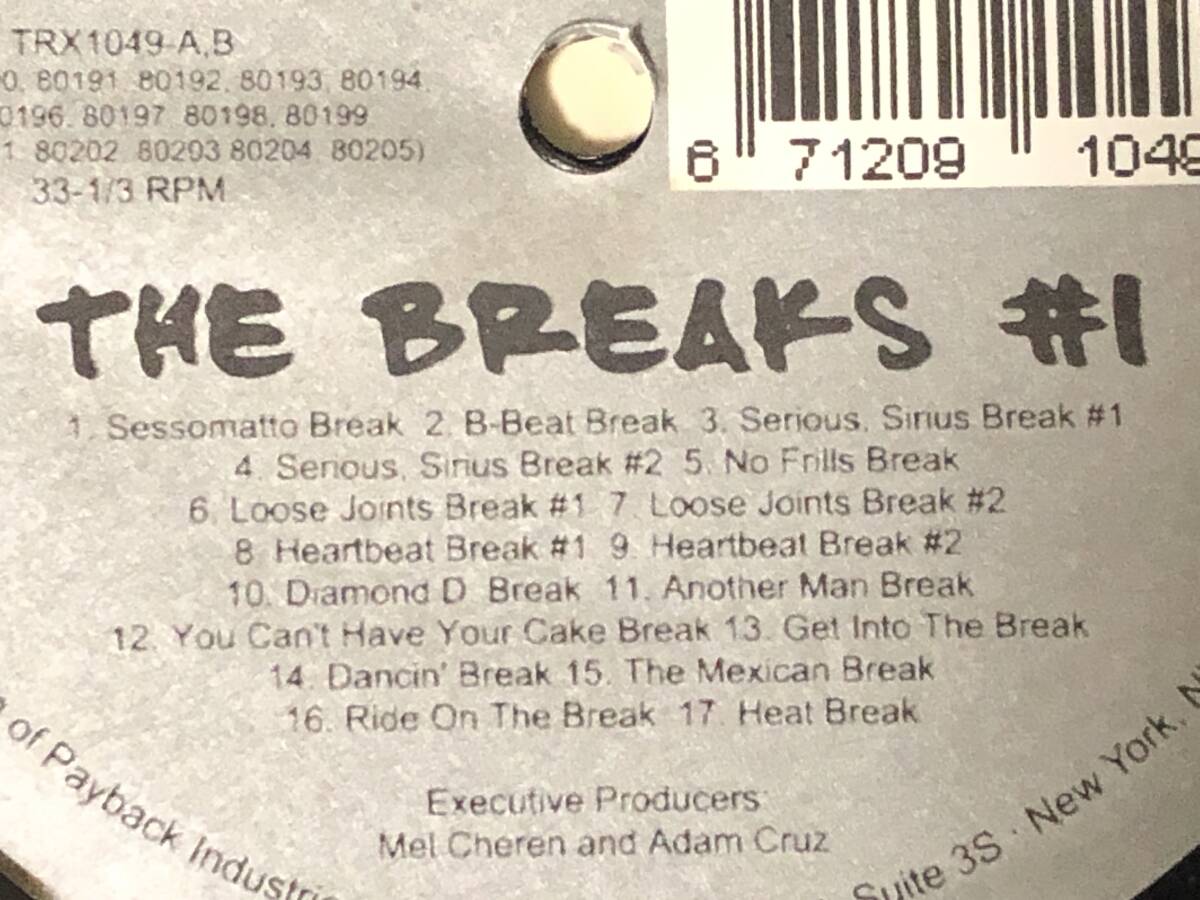 TRX1049-A,B
80191 80192, 80193, 80194
80197 80198, 80199
80202 80203 80204 80205)
33-1/3 RPM
6 71209 1049
THE BREAKS #1
1. Sessomatto Break 2. B-Beat Break 3. Serious, Sirius Break #1
4. Serious, Sirius Break #2 5. No Frills Break
6. Loose Joints Break #1 7. Loose Joints Break #2
8 Heartbeat Break #1 9. Heartbeat Break #2
10. Diamond D Break 11. Another Man Break
12. You Can't Have Your Cake Break 13. Get Into The Break
14. Dancin' Break 15. The Mexican Break
16. Ride On The Break 17. Heat Break
Executive Producers:
Mel Cheren and Adam Cruz
of Payback Industrie
Suite 3S · New York, N